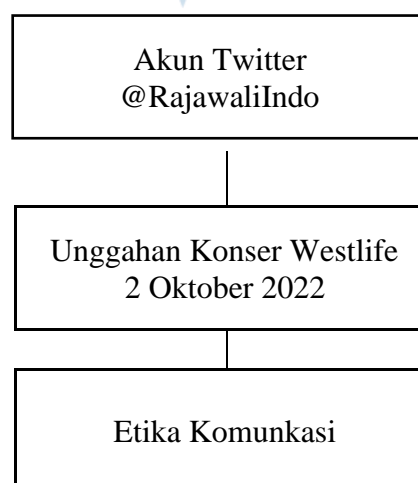 Akun Twitter
@RajawaliIndo
Unggahan Konser Westlife
2 Oktober 2022
Etika Komunkasi